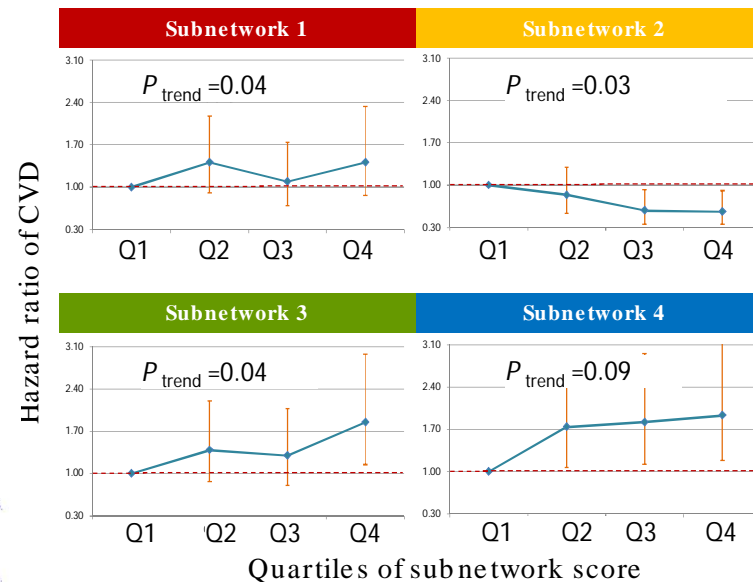 Subnetwork 1
Subnetwork 2
3.10
2.40
1.70
1.00
0.30
P trend =0.04
Q1 Q2 Q3 Q4
3.10
2.40
1.70
1.00
0.30
P trend =0.03
Q1 Q2 Q3 Q4
Hazard ratio of CVD
Subnetwork 3
Subnetwork 4
3.10
2.40
1.70
1.00
0.30
P trend =0.04
Q1 Q2 Q3 Q4
3.10
2.40
1.70
1.00
0.30
P trend =0.09
Q1 Q2 Q3 Q4
Quartiles of subnetwork score